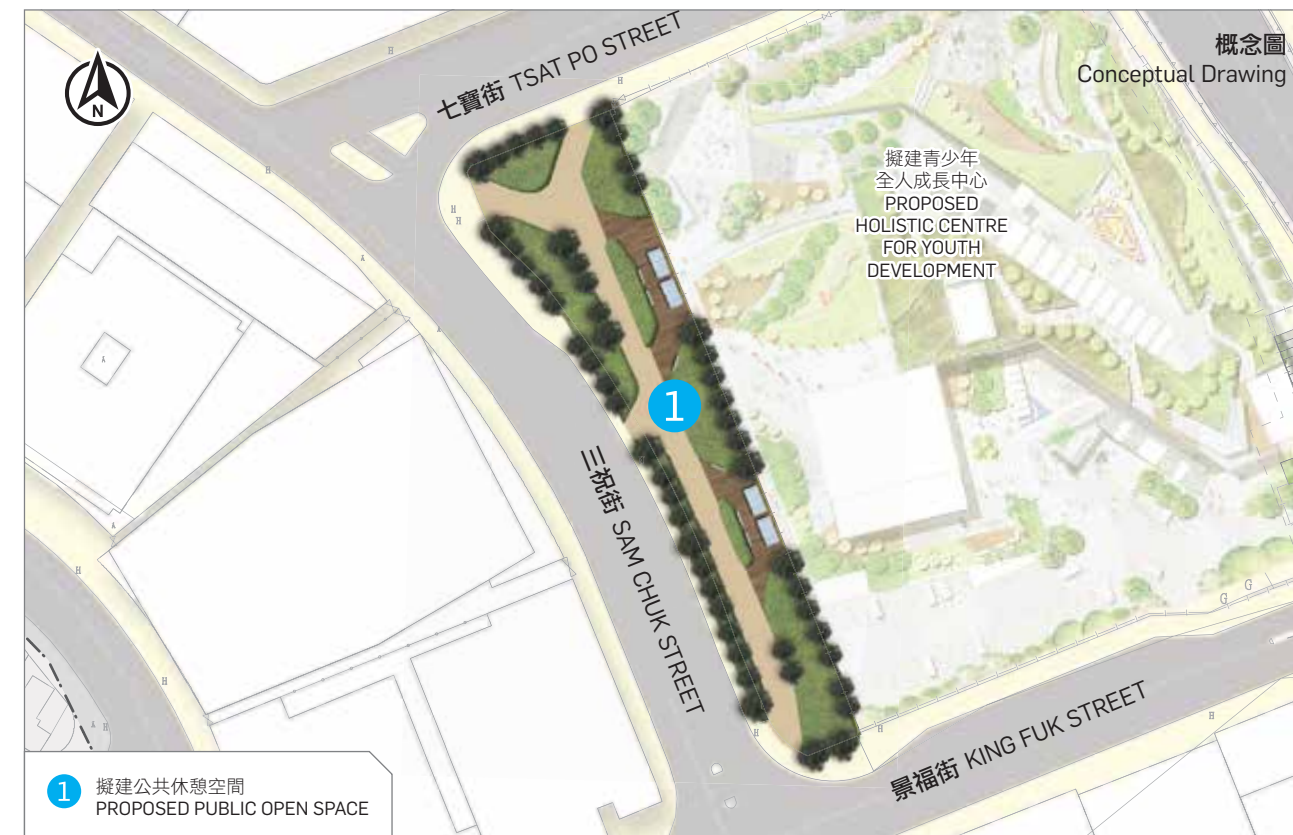 概念圖
Conceptual Drawing
N
七寶街 TSAT PO STREET
擬建青少年
全人成長中心
PROPOSED
HOLISTIC CENTRE
FOR YOUTH
DEVELOPMENT
1
三祝街 SAM CHUK STREET
景福街 KING FUK STREET
G G
1 擬建公共休憩空間
PROPOSED PUBLIC OPEN SPACE